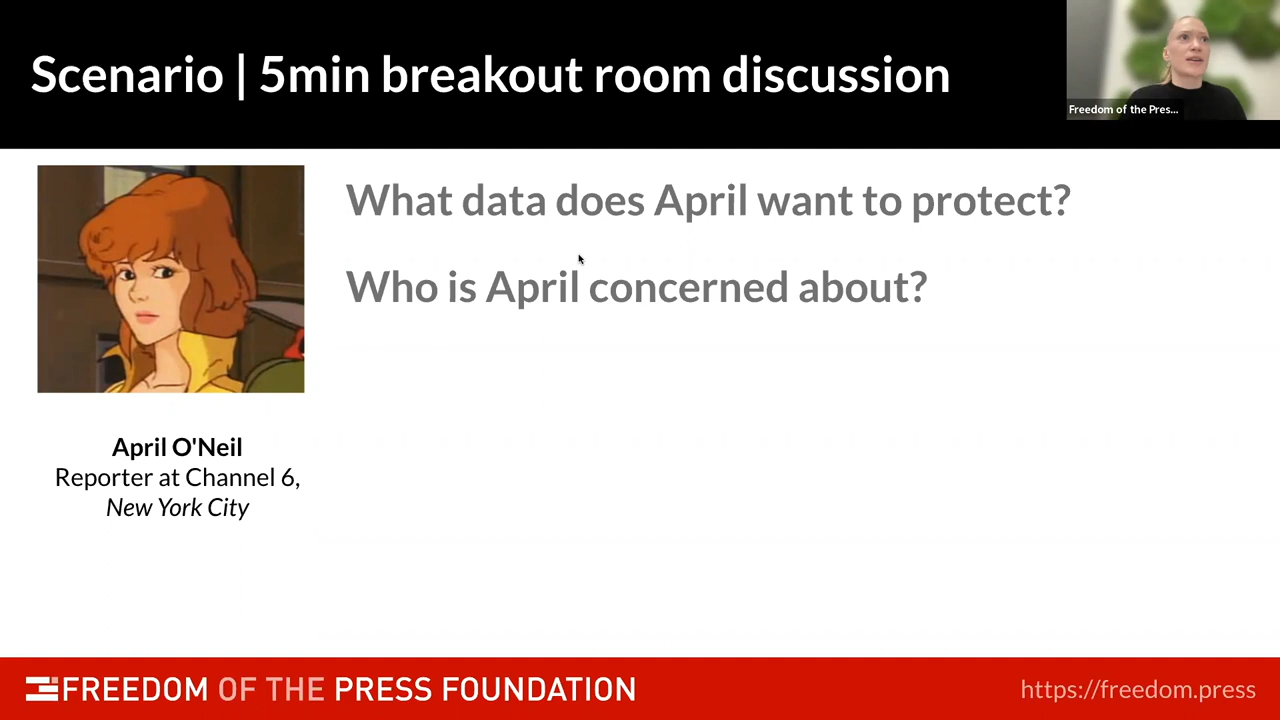 Scenario | 5min breakout room discussion
Freedom of the Pres...
What data does April want to protect?
Who is April concerned about?
April O'Neil
Reporter at Channel 6,
New York City
FREEDOM OF THE PRESS FOUNDATION
https://freedom.press